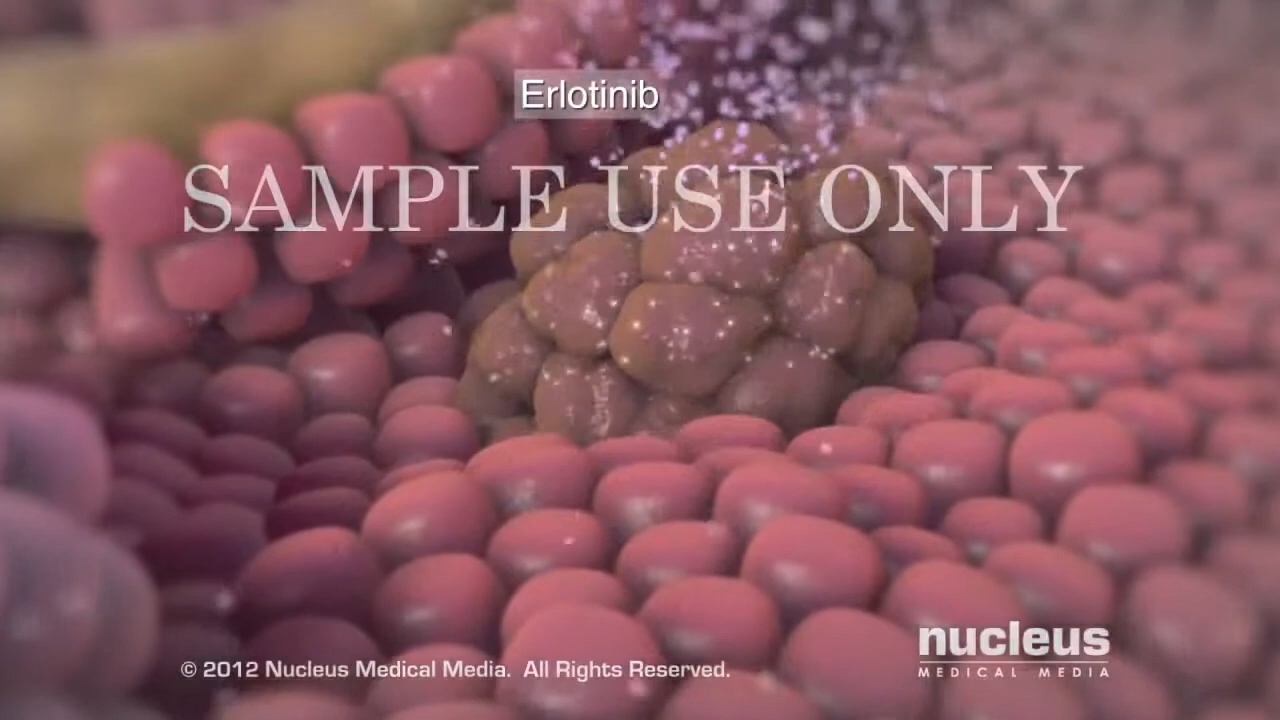 Erlotinib
SAMPLE USE ONLY
nucleus
MEDICAL MEDIA
© 2012 Nucleus Medical Media. All Rights Reserved.